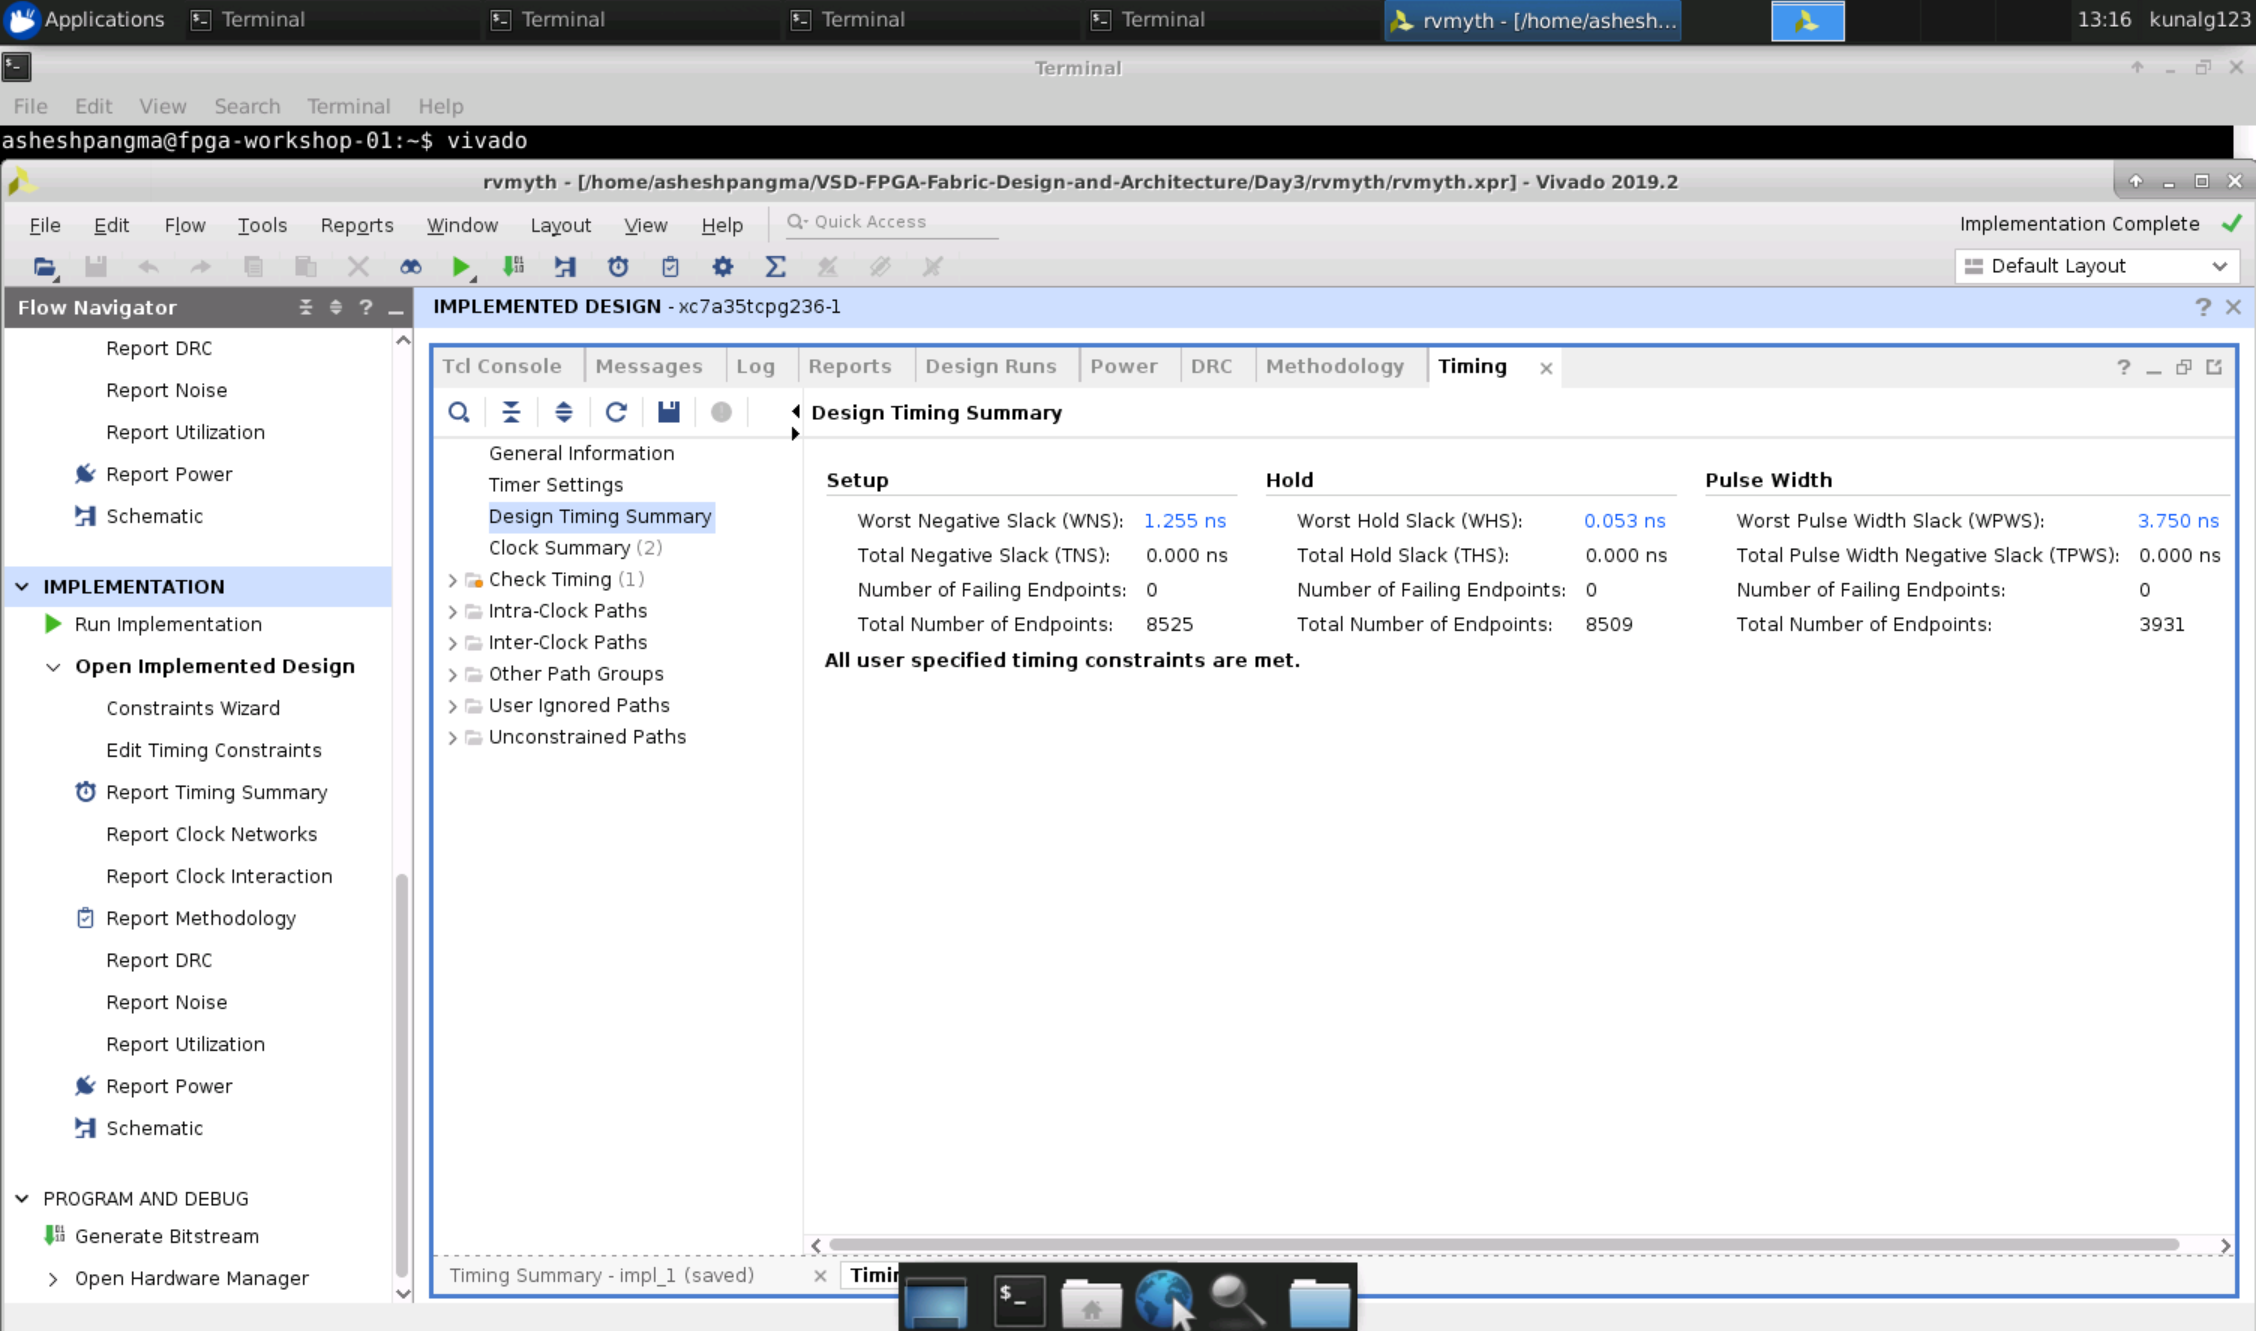 Applications Terminal Terminal Terminal Terminal rvmyth - [/home/ashesh... 13:16 kunalg123
Terminal
File Edit View Search Terminal Help
asheshpangma@fpga-workshop-01:~$ vivado
rvmyth - [/home/asheshpangma/VSD-FPGA-Fabric-Design-and-Architecture/Day3/rvmyth/rvmyth.xpr] - Vivado 2019.2
File Edit Flow Tools Reports Window Layout View Help Quick Access Implementation Complete
Default Layout
Flow Navigator
Report DRC
Report Noise
Report Utilization
Report Power
Schematic
IMPLEMENTATION
Run Implementation
Open Implemented Design
Constraints Wizard
Edit Timing Constraints
Report Timing Summary
Report Clock Networks
Report Clock Interaction
Report Methodology
Report DRC
Report Noise
Report Utilization
Report Power
Schematic
PROGRAM AND DEBUG
Generate Bitstream
Open Hardware Manager
IMPLEMENTED DESIGN - xc7a35tcpg236-1
Tcl Console Messages Log Reports Design Runs Power DRC Methodology Timing
General Information
Timer Settings
Design Timing Summary
Clock Summary (2)
Check Timing (1)
Intra-Clock Paths
Inter-Clock Paths
Other Path Groups
User Ignored Paths
Unconstrained Paths
Design Timing Summary
Setup
Worst Negative Slack (WNS): 1.255 ns
Total Negative Slack (TNS): 0.000 ns
Number of Failing Endpoints: 0
Total Number of Endpoints: 8525
Hold
Worst Hold Slack (WHS): 0.053 ns
Total Hold Slack (THS): 0.000 ns
Number of Failing Endpoints: 0
Total Number of Endpoints: 8509
Pulse Width
Worst Pulse Width Slack (WPWS): 3.750 ns
Total Pulse Width Negative Slack (TPWS): 0.000 ns
Number of Failing Endpoints: 0
Total Number of Endpoints: 3931
All user specified timing constraints are met.
Timing Summary - impl_1 (saved)